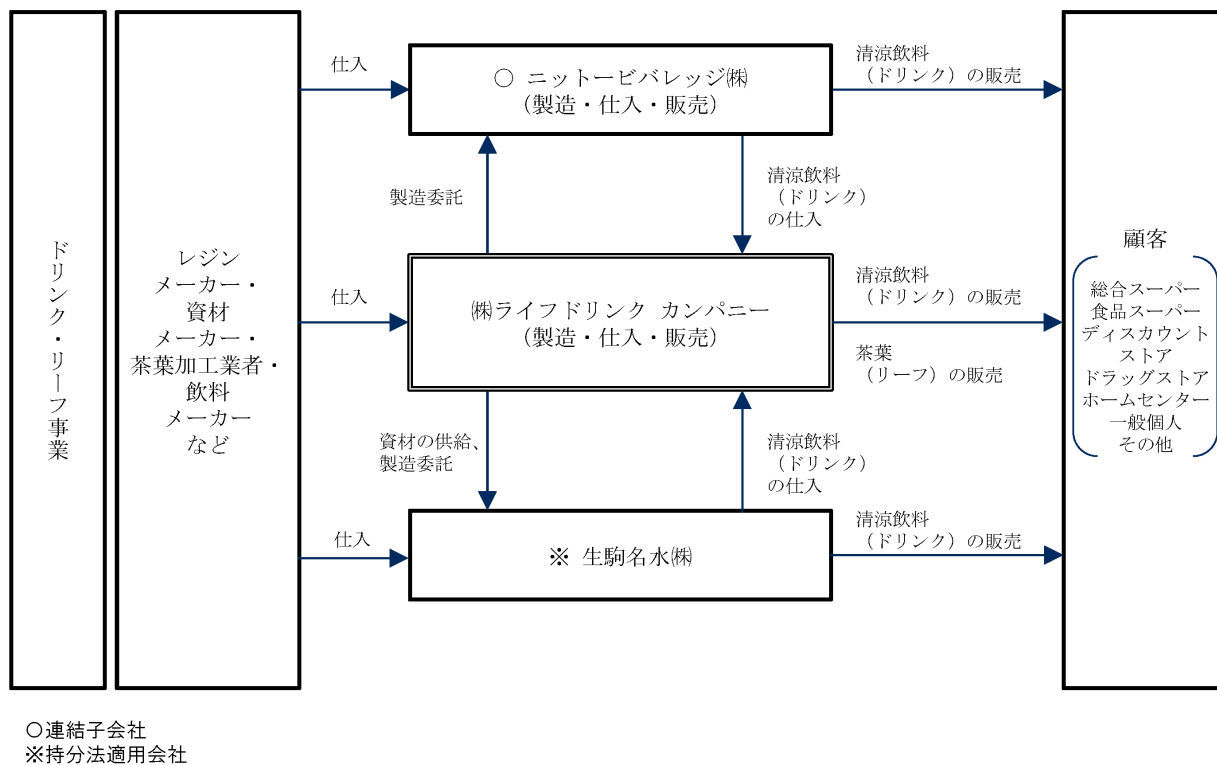 ドリンク・リーフ事業
レジン
メーカー・
資材
メーカー・
茶葉加工業者・
飲料
メーカー
など
仕入
○ ニットービバレッジ㈱
（製造・仕入・販売）
清涼飲料
（ドリンク）の販売
製造委託
清涼飲料
（ドリンク）
の仕入
仕入
㈱ライフドリンク カンパニー
（製造・仕入・販売）
清涼飲料
（ドリンク）の販売
茶葉
（リーフ）の販売
資材の供給、
製造委託
清涼飲料
（ドリンク）
の仕入
仕入
※ 生駒名水㈱
清涼飲料
（ドリンク）の販売
顧客
総合スーパー
食品スーパー
ディスカウント
ストア
ドラッグストア
ホームセンター
一般個人
その他
○連結子会社
※持分法適用会社